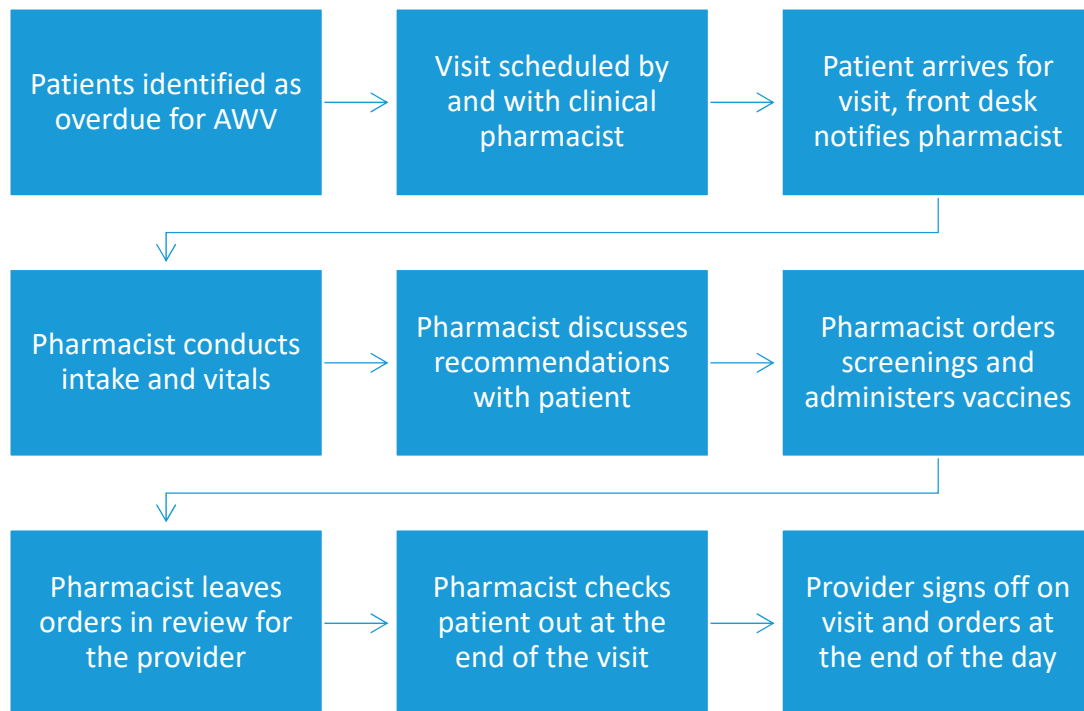 Patients identified as
overdue for AWV
Visit scheduled by
and with clinical
pharmacist
Patient arrives for
visit, front desk
notifies pharmacist
Pharmacist conducts
intake and vitals
Pharmacist discusses
recommendations
with patient
Pharmacist orders
screenings and
administers vaccines
Pharmacist leaves
orders in review for
the provider
Pharmacist checks
patient out at the
end of the visit
Provider signs off on
visit and orders at
the end of the day